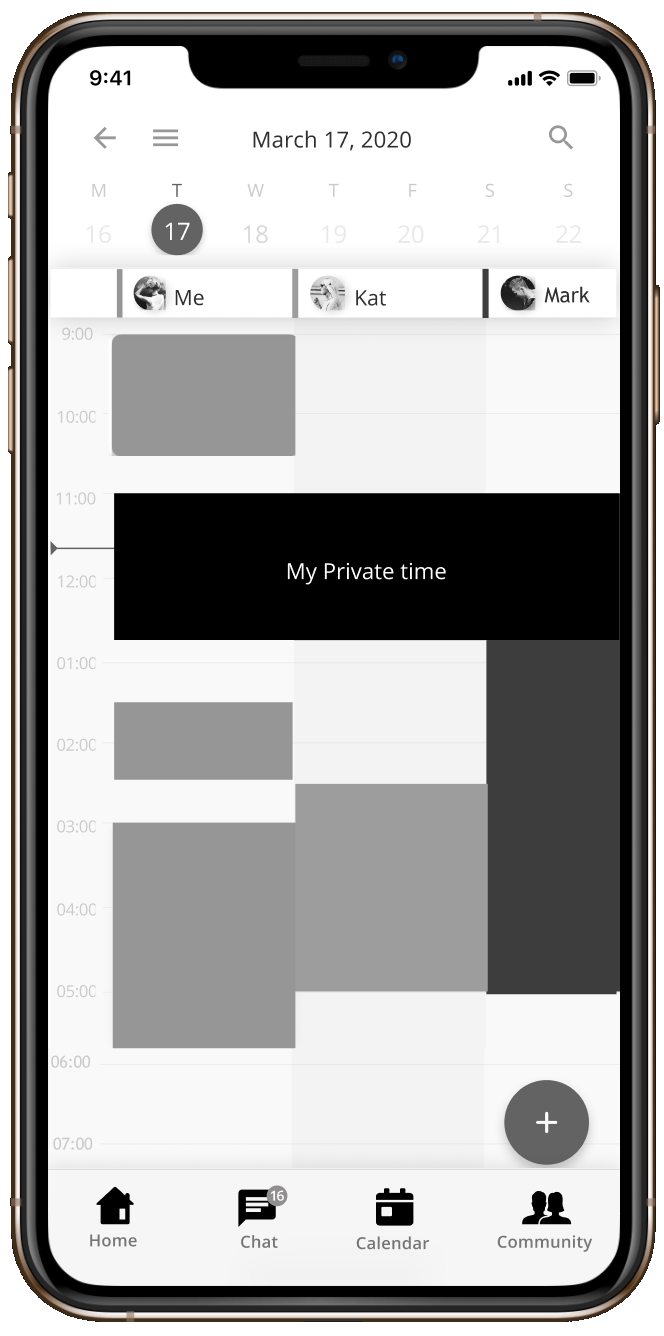 9:41
March 17, 2020
M T W T F S S
16 17 18 19 20 21 22
Me Kat Mark
9:00
10:00
11:00
My Private time
12:00
01:00
02:00
03:00
04:00
05:00
06:00
07:00
+
16
Home Chat Calendar Community